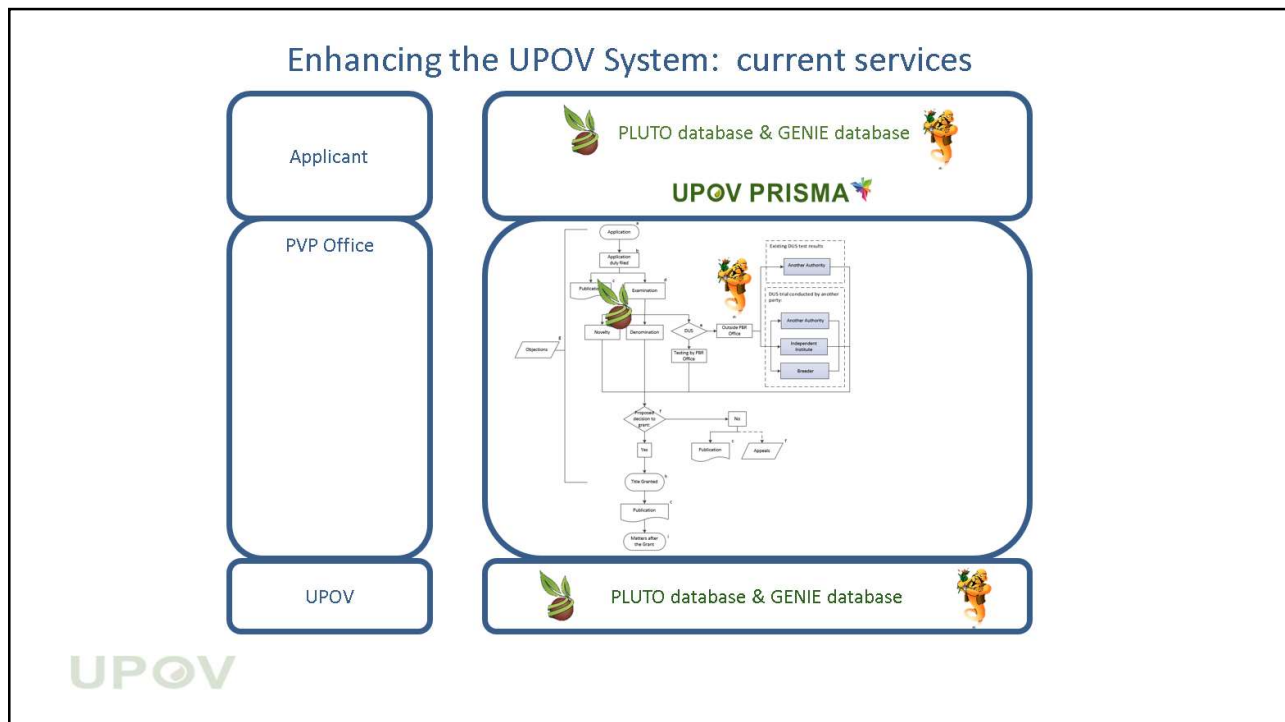 Enhancing the UPOV System: current services
Applicant
PLUTO database & GENIE database
UPOV PRISMA
PVP Office
Application
a
Application
duly filed
b
Publication
c
Examination
Novelty
Denomination
DUS
Outside PBR
Office
Testing by PBR
Office
Existing DUS test results
Another Authority
DUS trial conducted by another
party:
Another Authority
Independent
Institute
Breeder
Objections
Proposed
decision to
grant
No
Yes
Publication
c
Appeals
Title Granted
Publication
c
Matters after
the Grant
UPOV
PLUTO database & GENIE database
UPOV